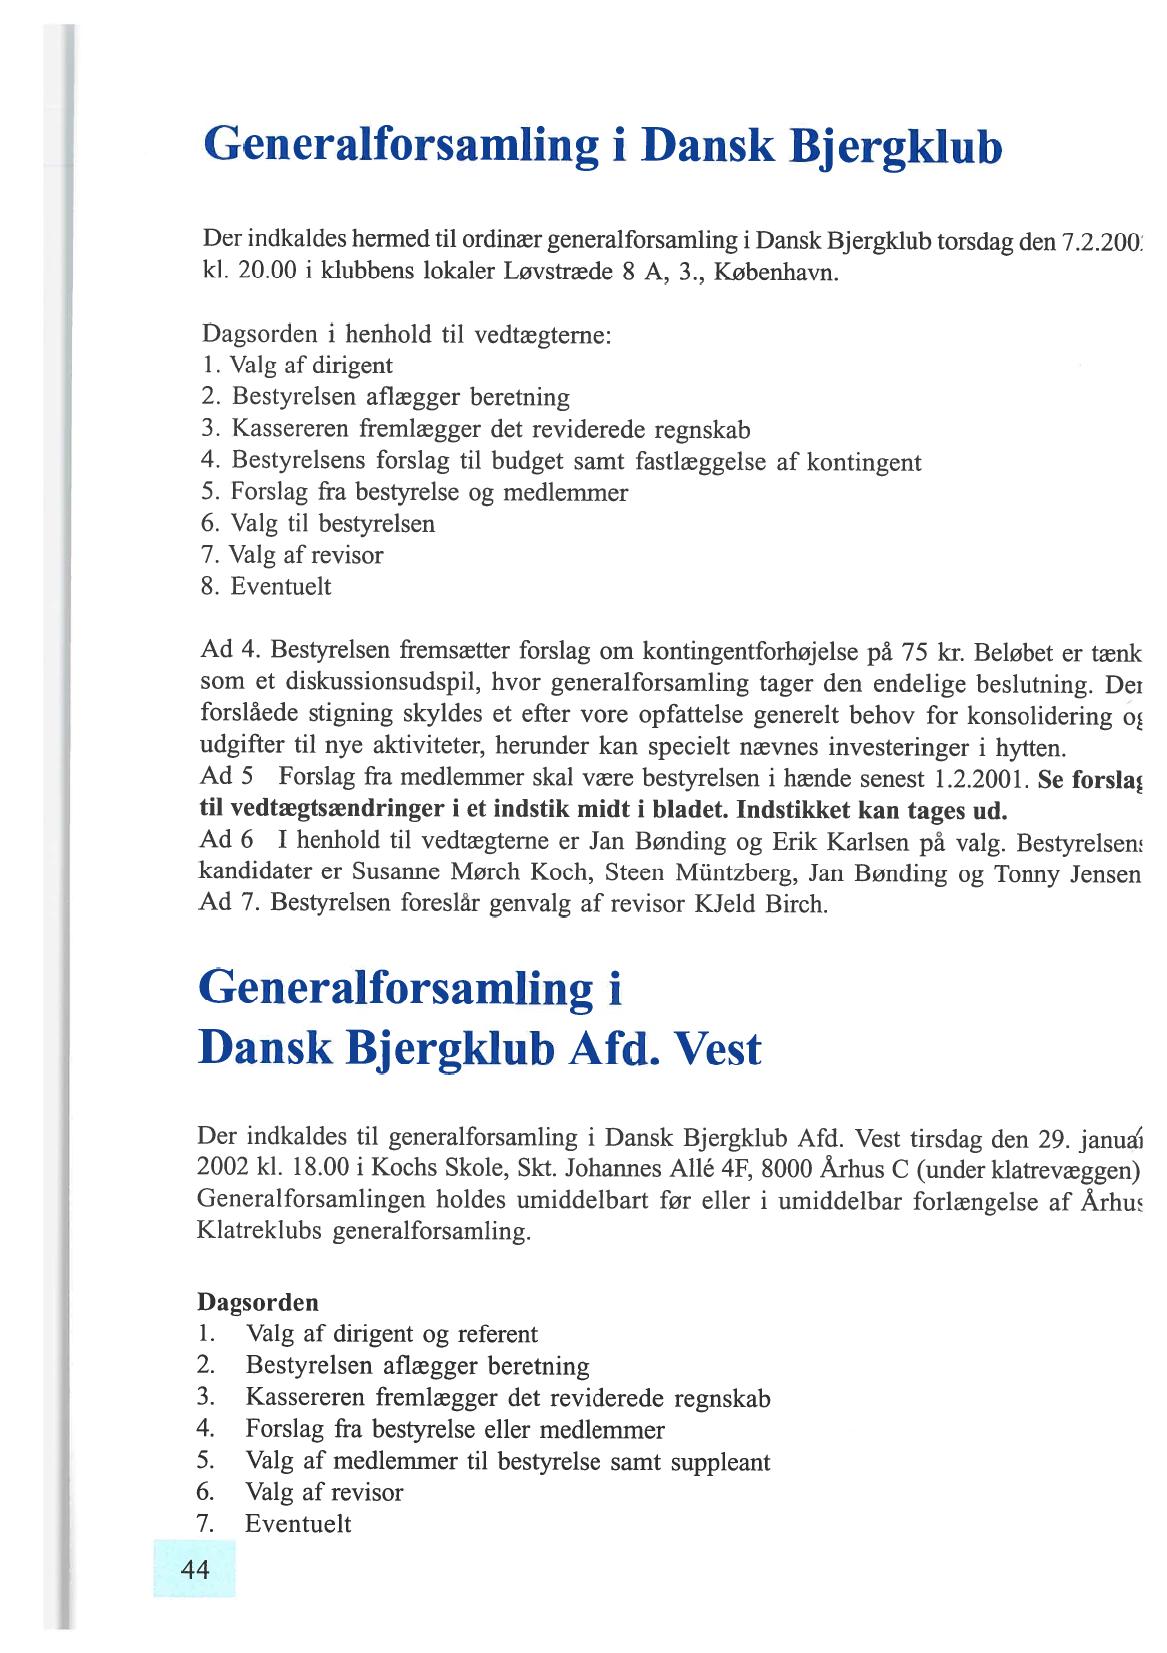 Generalforsamling i Dansk Bjergklub
Der indkaldes hermed til ordinær generalforsamling i Dansk Bjergklub torsdag den 7.2.200
kl. 20.00 i klubbens lokaler Løvstræde 8 A, 3., København.
Dagsorden i henhold til vedtægterne:
1. Valg af dirigent
2. Bestyrelsen aflægger beretning
3. Kassereren fremlægger det reviderede regnskab
4. Bestyrelsens forslag til budget samt fastlæggelse af kontingent
5. Forslag fra bestyrelse og medlemmer
6. Valg til bestyrelsen
7. Valg af revisor
8. Eventuelt
Ad 4. Bestyrelsen fremsætter forslag om kontingentforhøjelse på 75 kr. Beløbet er tænk
som et diskussionsudspil, hvor generalforsamling tager den endelige beslutning. Den
forslåede stigning skyldes et efter vore opfattelse generelt behov for konsolidering og
udgifter til nye aktiviteter, herunder kan specielt nævnes investeringer i hytten.
Ad 5 Forslag fra medlemmer skal være bestyrelsen i hænde senest 1.2.2001. Se forslag
til vedtægtsændringer i et indstik midt i bladet. Indstikket kan tages ud.
Ad 6 I henhold til vedtægterne er Jan Bønding og Erik Karlsen på valg. Bestyrelsens
kandidater er Susanne Mørch Koch, Steen Müntzberg, Jan Bønding og Tonny Jensen
Ad 7. Bestyrelsen foreslår genvalg af revisor KJeld Birch.
Generalforsamling i
Dansk Bjergklub Afd. Vest
Der indkaldes til generalforsamling i Dansk Bjergklub Afd. Vest tirsdag den 29. januar
2002 kl. 18.00 i Kochs Skole, Skt. Johannes Allé 4F, 8000 Århus C (under klatrevæggen)
Generalforsamlingen holdes umiddelbart før eller i umiddelbar forlængelse af Århus
Klatreklubs generalforsamling.
Dagsorden
1. Valg af dirigent og referent
2. Bestyrelsen aflægger beretning
3. Kassereren fremlægger det reviderede regnskab
4. Forslag fra bestyrelse eller medlemmer
5. Valg af medlemmer til bestyrelse samt suppleant
6. Valg af revisor
7. Eventuelt
44